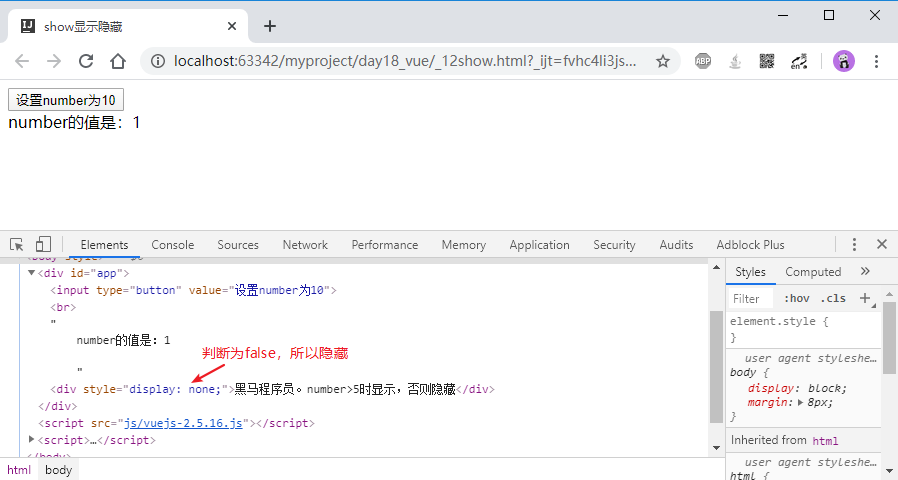 show显示隐藏
localhost:63342/myproject/day18_vue/_12show.html?_ijt=fvhc4li3js...
ABP
en
设置number为10
number的值是：1
Elements Console Sources Network Performance Memory Application Security Audits Adblock Plus
Styles Computed »
<div id="app">
<input type="button" value="设置number为10">
<br>
"
number的值是：1
判断为false，所以隐藏
"
<div style="display: none;">黑马程序员。number>5时显示，否则隐藏</div>
</div>
<script src="js/vuejs-2.5.16.js"></script>
<script>…</script>
</body>
html body
Filter :hov .cls +
element.style {
}
user agent styleshe…
body {
display: block;
margin: 8px;
}
Inherited from html
user agent styleshe…
html {